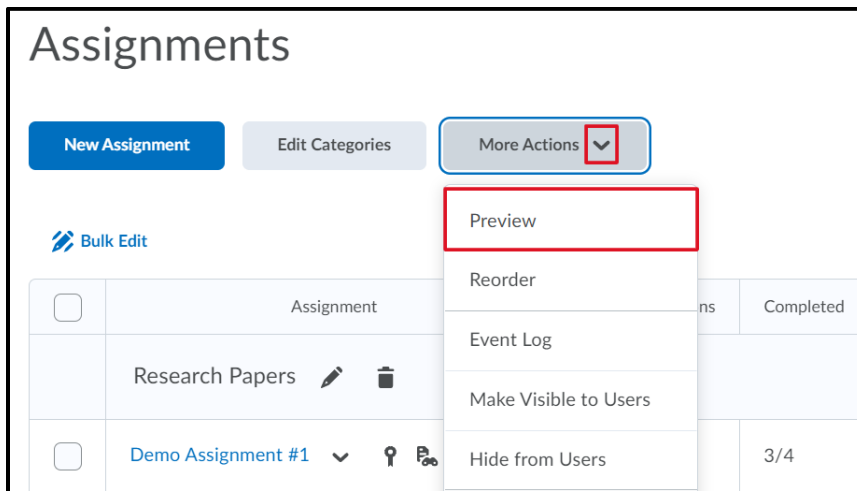 Assignments
New Assignment
Edit Categories
More Actions
Preview
Bulk Edit
Reorder
Assignment
ns
Completed
Event Log
Research Papers
Make Visible to Users
Demo Assignment #1
Hide from Users
3/4